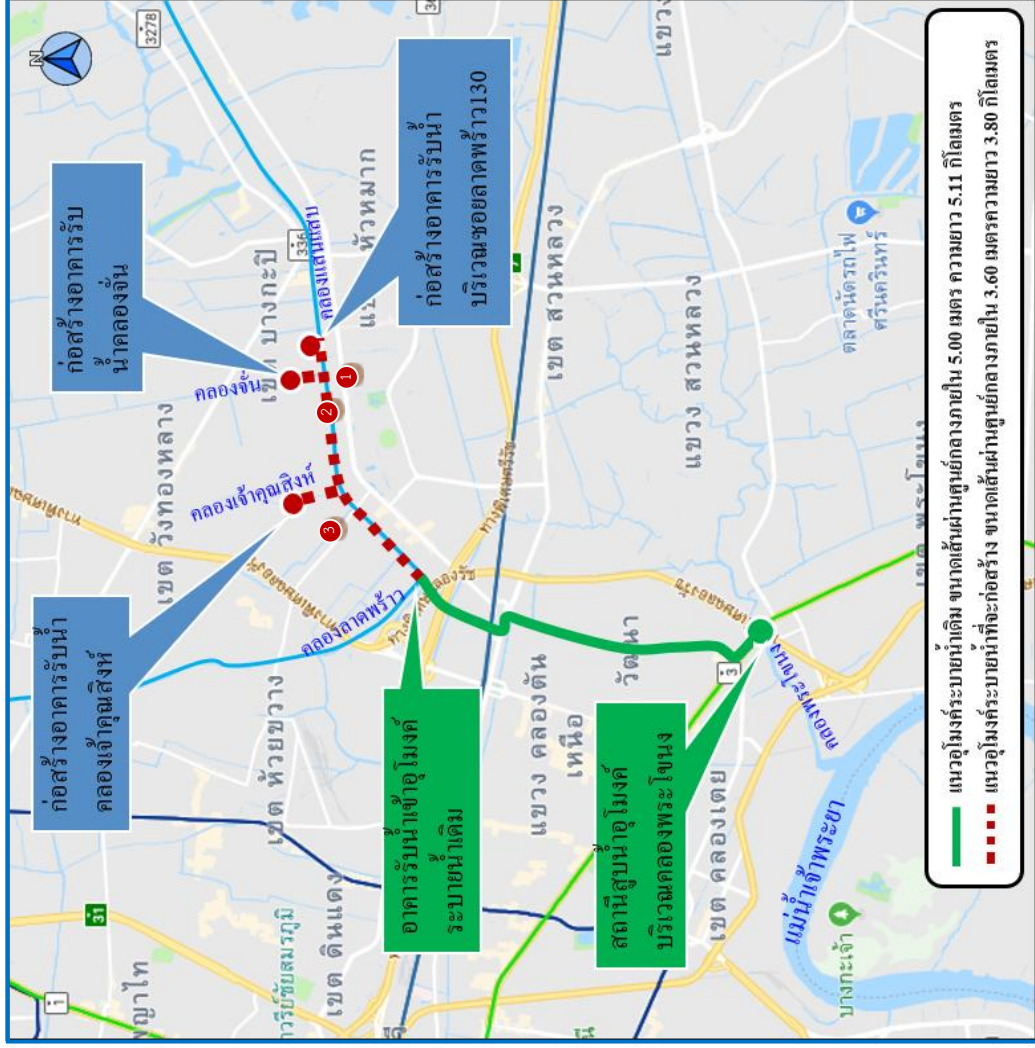 N
3278
336
31
1
3
7
ก่อสร้างอาคารรับน้ำ
คลองเจ้าคุณสิงห์
ก่อสร้างอาคารรับ
น้ำคลองจั่น
ก่อสร้างอาคารรับน้ำ
บริเวณซอยลาดพร้าว130
อาคารรับน้ำเข้าอุโมงค์
ระบายน้ำเดิม
สถานีสูบน้ำอุโมงค์
บริเวณคลองพระโขนง
คลองเจ้าคุณสิงห์
คลองจั่น
คลองแสนแสบ
คลองลาดพร้าว
คลองพระโขนง
แม่น้ำเจ้าพระยา
1
2
3
เขต วังทองหลาง
เขต บางกะปิ
หัวหมาก
เขต ห้วยขวาง
เขต ดินแดง
พญาไท
แขวง คลองตัน
เหนือ
วัฒนา
เขต คลองเตย
เขต สวนหลวง
แขวง สวนหลวง
เขต พระโขนง
แขวง
ตลาดนัดรถไฟ
ศรีนครินทร์
บางกะเจ้า
ทางพิเศษศรีรัช
แนวอุโมงค์ระบายน้ำเดิม ขนาดเส้นผ่านศูนย์กลางภายใน 5.00 เมตร ความยาว 5.11 กิโลเมตร
แนวอุโมงค์ระบายน้ำที่จะก่อสร้าง ขนาดเส้นผ่านศูนย์กลางภายใน 3.60 เมตรความยาว 3.80 กิโลเมตร